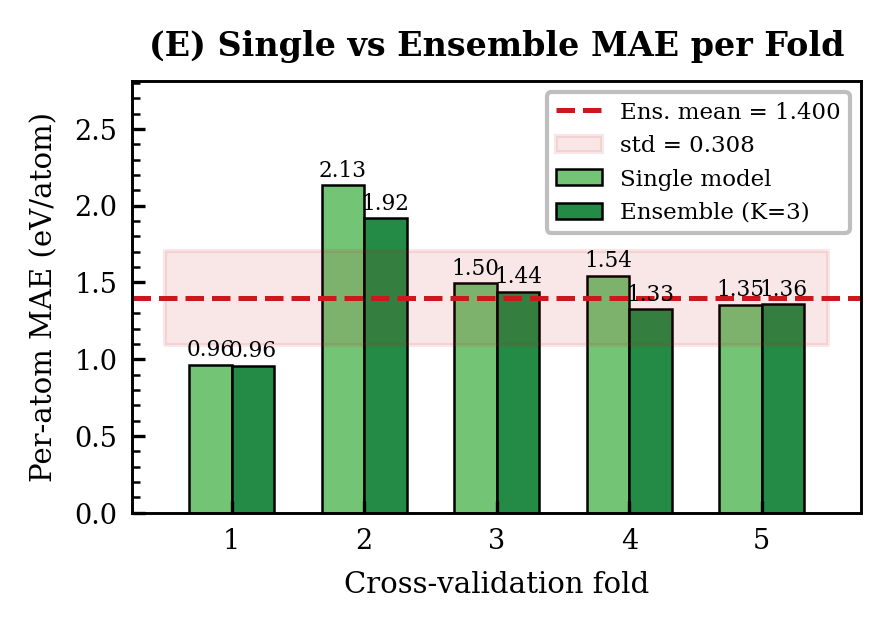 (E) Single vs Ensemble MAE per Fold
Per-atom MAE (eV/atom)
2.5
2.0
1.5
1.0
0.5
0.0
Ens. mean = 1.400
std = 0.308
Single model
Ensemble (K=3)
0.96
0.96
2.13
1.92
1.50
1.44
1.54
1.33
1.35
1.36
1 2 3 4 5
Cross-validation fold